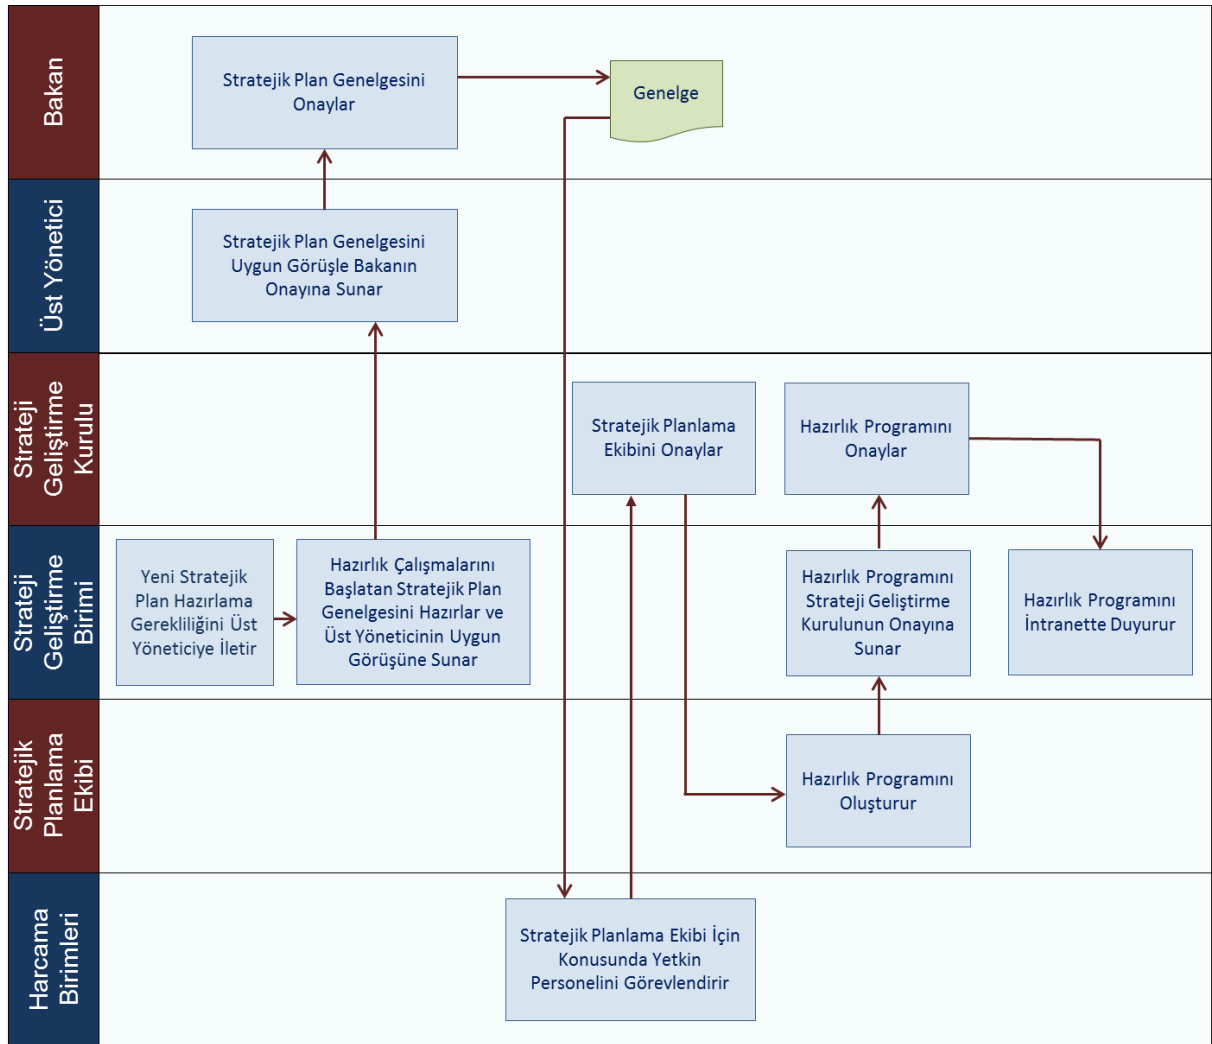 Bakan
Stratejik Plan Genelgesini
Onaylar
Genelge
Üst Yönetici
Stratejik Plan Genelgesini
Uygun Görüşle Bakanın
Onayına Sunar
Strateji
Geliştirme
Kurulu
Stratejik Planlama
Ekibini Onaylar
Hazırlık Programını
Onaylar
Strateji
Geliştirme
Birimi
Yeni Stratejik
Plan Hazırlama
Gerekliliğini Üst
Yöneticiye İletir
Hazırlık Çalışmalarını
Başlatan Stratejik Plan
Genelgesini Hazırlar ve
Üst Yöneticinin Uygun
Görüşüne Sunar
Hazırlık Programını
Strateji Geliştirme
Kurulunun Onayına
Sunar
Hazırlık Programını
İntranette Duyurur
Stratejik
Planlama
Ekibi
Hazırlık Programını
Oluşturur
Harcama
Birimleri
Stratejik Planlama Ekibi İçin
Konusunda Yetkin
Personelini Görevlendirir